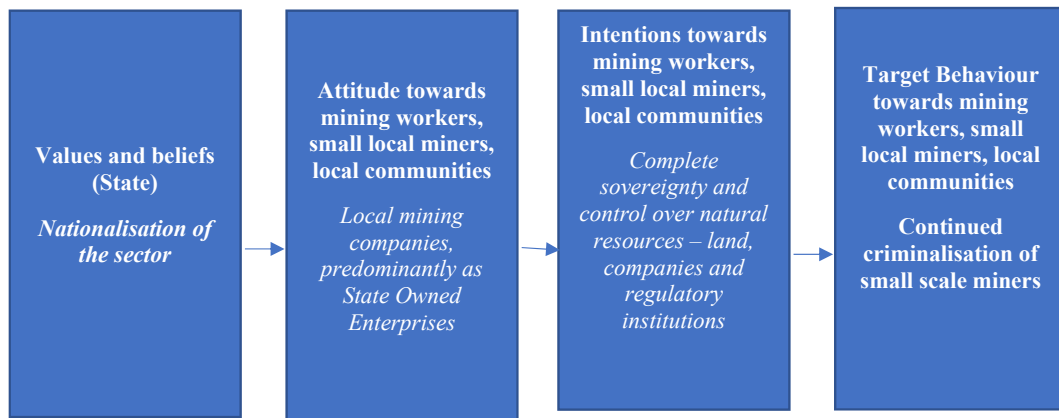 Values and beliefs
(State)
Nationalisation of
the sector
Attitude towards
mining workers,
small local miners,
local communities
Local mining
companies,
predominantly as
State Owned
Enterprises
Intentions towards
mining workers,
small local miners,
local communities
Complete
sovereignty and
control over natural
resources – land,
companies and
regulatory
institutions
Target Behaviour
towards mining
workers, small
local miners, local
communities
Continued
criminalisation of
small scale miners